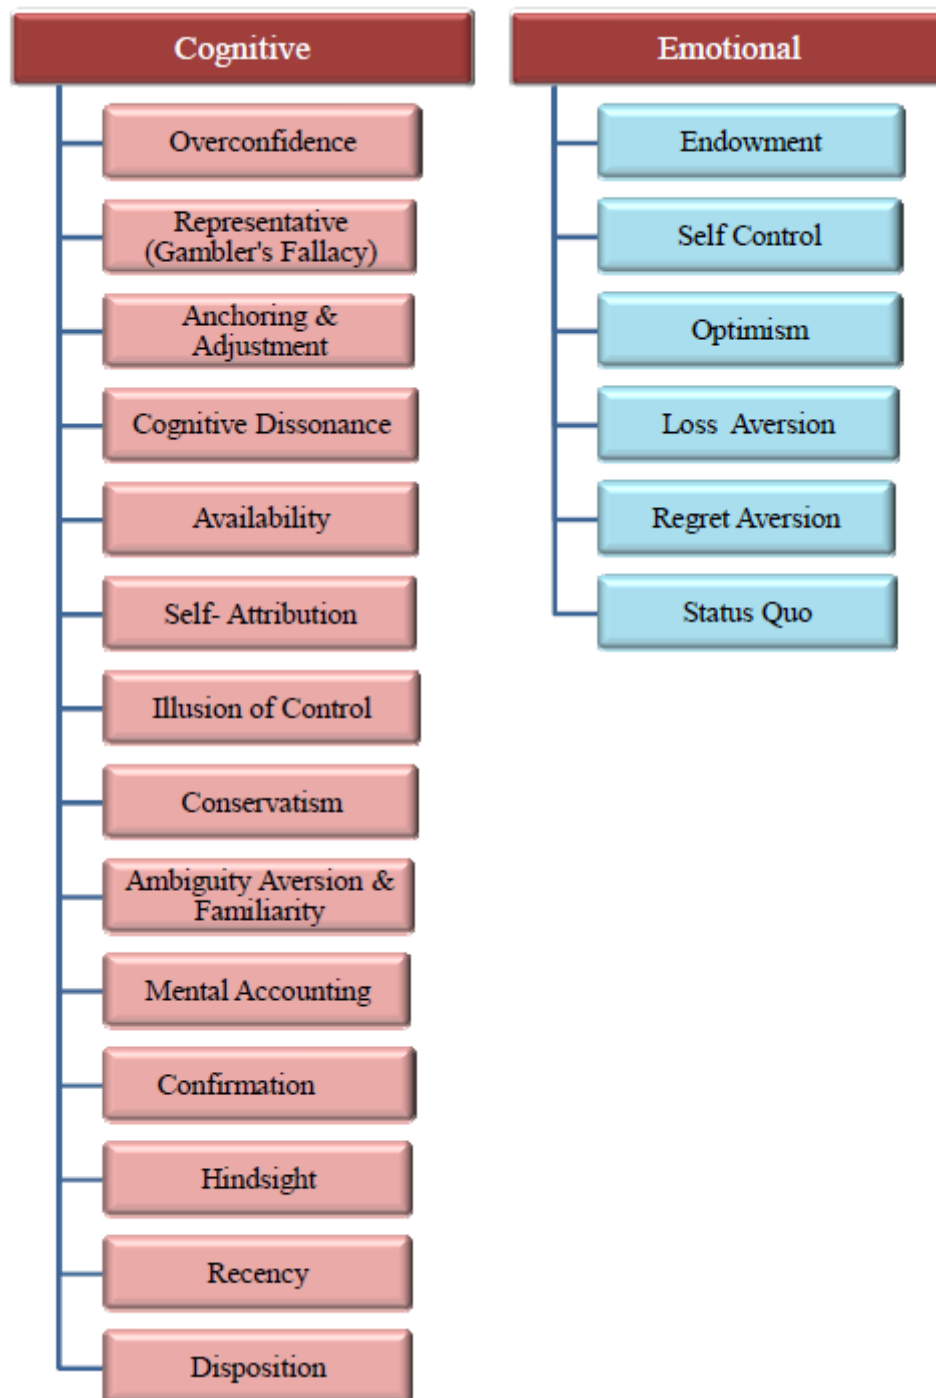 Cognitive
Overconfidence
Representative
(Gambler's Fallacy)
Anchoring &
Adjustment
Cognitive Dissonance
Availability
Self- Attribution
Illusion of Control
Conservatism
Ambiguity Aversion &
Familiarity
Mental Accounting
Confirmation
Hindsight
Recency
Disposition
Emotional
Endowment
Self Control
Optimism
Loss Aversion
Regret Aversion
Status Quo